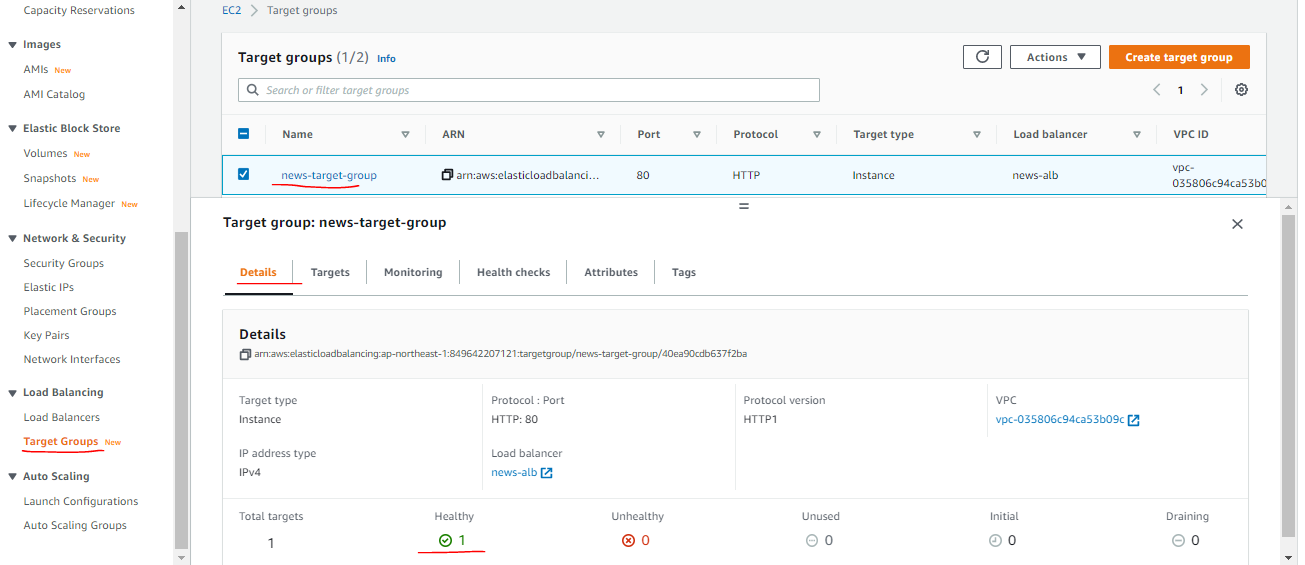 Capacity Reservations
Images
AMIs New
AMI Catalog
Elastic Block Store
Volumes New
Snapshots New
Lifecycle Manager New
Network & Security
Security Groups
Elastic IPs
Placement Groups
Key Pairs
Network Interfaces
Load Balancing
Load Balancers
Target Groups New
Auto Scaling
Launch Configurations
Auto Scaling Groups
EC2 > Target groups
Target groups (1/2) Info
Actions
Create target group
Search or filter target groups
1
Name ARN Port Protocol Target type Load balancer VPC ID
news-target-group arn:aws:elasticloadbalanci... 80 HTTP Instance news-alb vpc-
035806c94ca53b0
Target group: news-target-group
Details Targets Monitoring Health checks Attributes Tags
Details
arn:aws:elasticloadbalancing:ap-northeast-1:849642207121:targetgroup/news-target-group/40ea90cdb637f2ba
Target type Protocol : Port Protocol version VPC
Instance HTTP: 80 HTTP1 vpc-035806c94ca53b09c
IP address type Load balancer
IPv4 news-alb
Total targets Healthy Unhealthy Unused Initial Draining
1 1 0 0 0 0